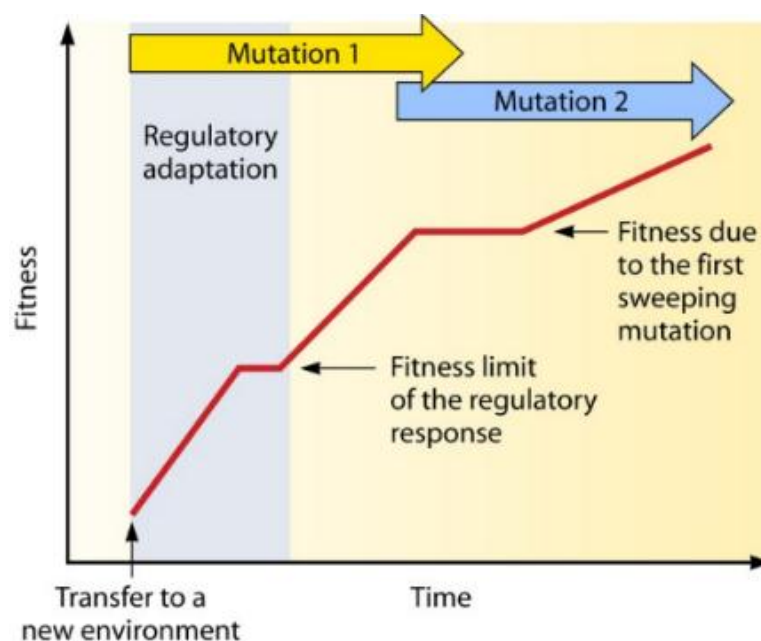 Mutation 1
Mutation 2
Regulatory
adaptation
Fitness due
to the first
sweeping
mutation
Fitness limit
of the regulatory
response
Fitness
Transfer to a
new environment
Time